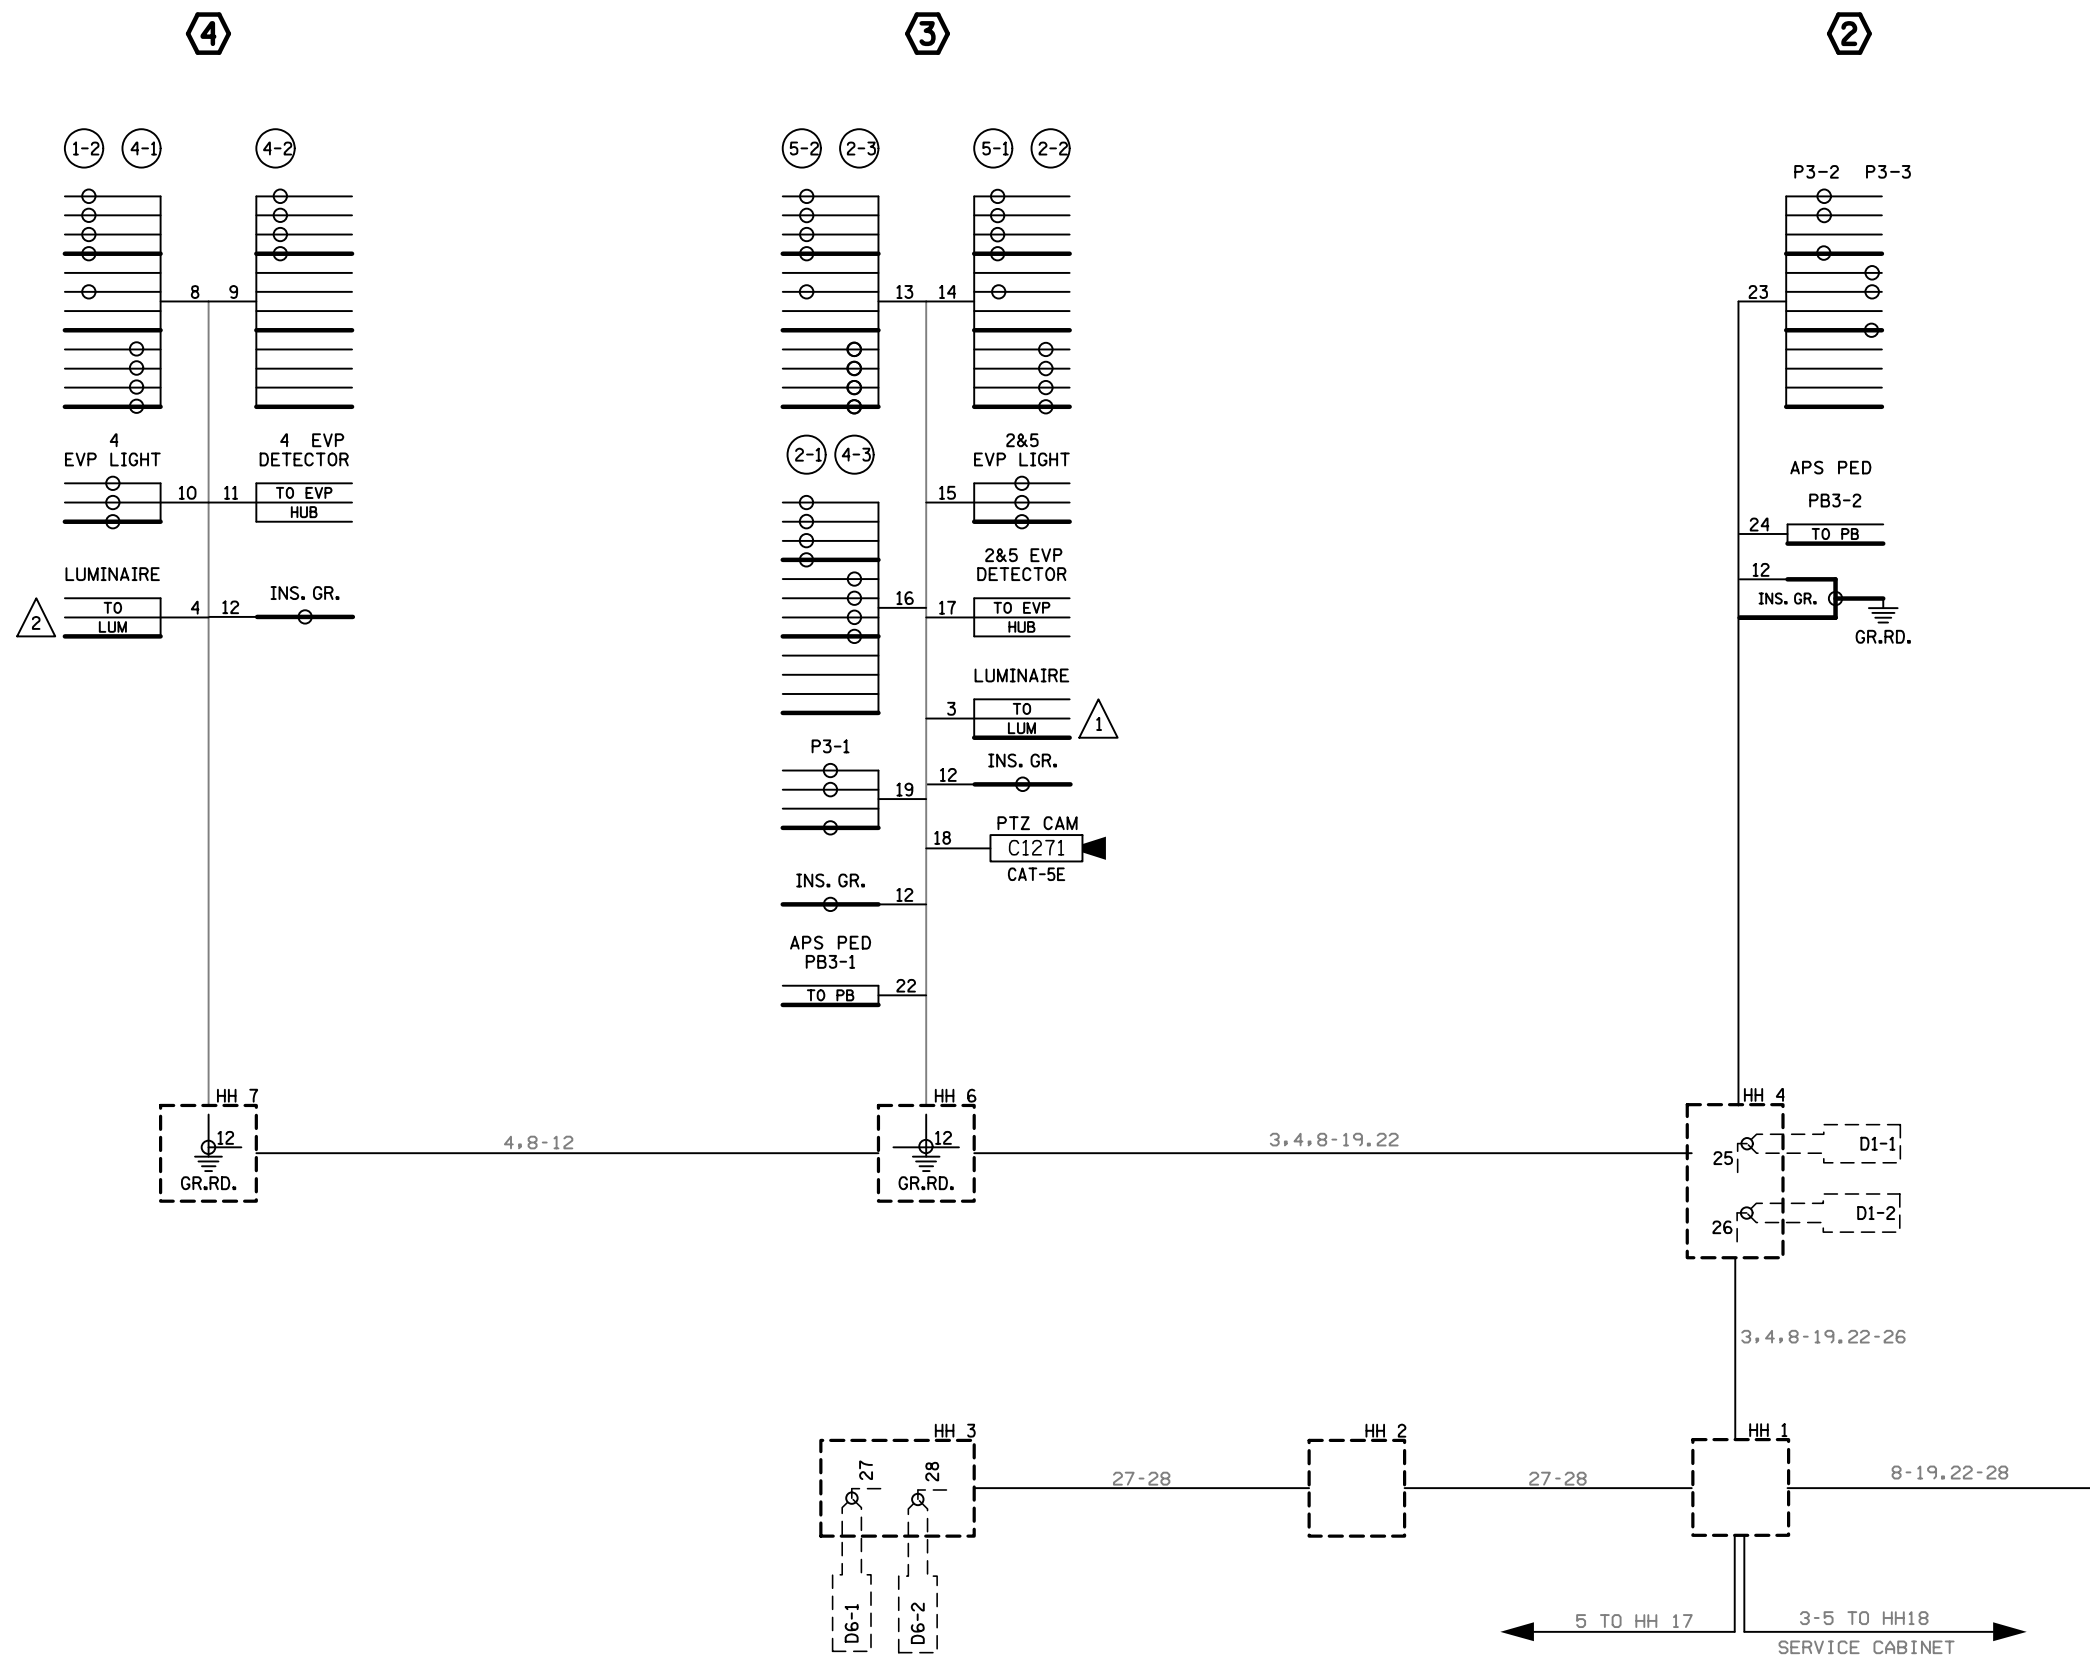 4
3
2
1-2 4-1 4-2
5-2 2-3 5-1 2-2
P3-2 P3-3
8 9
13 14
23
4
EVP LIGHT
4 EVP
DETECTOR
10 11
TO EVP
HUB
LUMINAIRE
TO
LUM
2
4 12
INS. GR.
2-1 4-3
16
2&5
EVP LIGHT
15
2&5 EVP
DETECTOR
17
TO EVP
HUB
LUMINAIRE
3
TO
LUM
1
INS. GR.
12
P3-1
19
PTZ CAM
18
C1271
CAT-5E
INS. GR.
12
APS PED
PB3-1
TO PB
22
APS PED
PB3-2
24
TO PB
12
INS. GR.
GR.RD.
HH 7
12
GR.RD.
4,8-12
HH 6
12
GR.RD.
3,4,8-19.22
HH 4
25
D1-1
26
D1-2
3,4,8-19.22-26
HH 3
27
28
D6-1
D6-2
27-28
HH 2
27-28
HH 1
8-19.22-28
5 TO HH 17
3-5 TO HH18
SERVICE CABINET